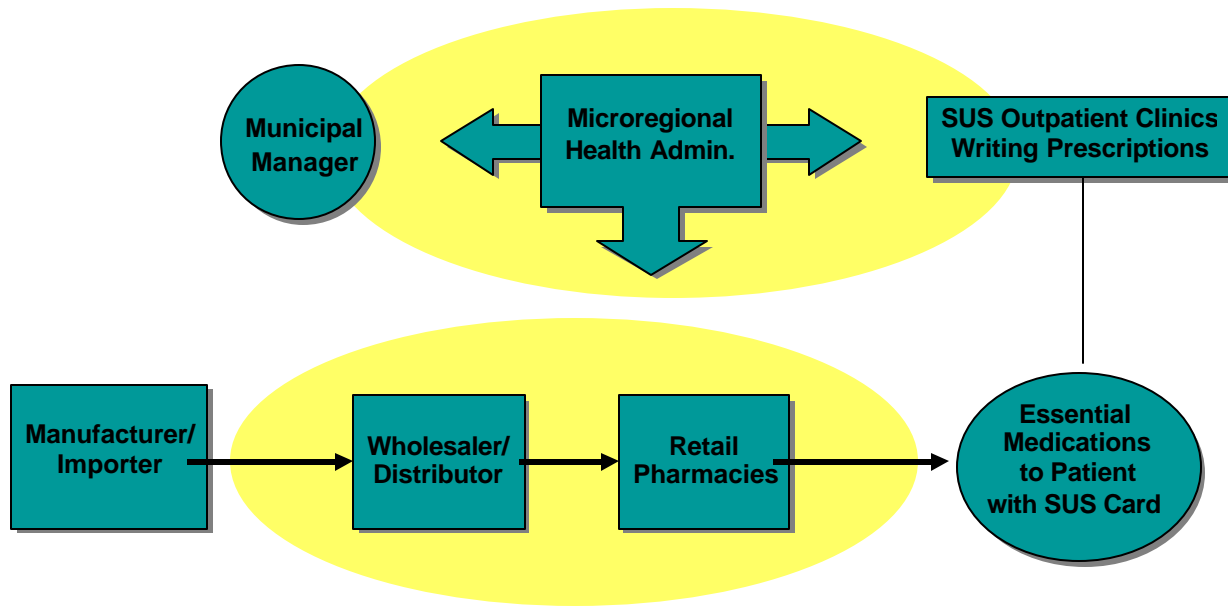 Municipal
Manager
Microregional
Health Admin.
SUS Outpatient Clinics
Writing Prescriptions
Manufacturer/
Importer
Wholesaler/
Distributor
Retail
Pharmacies
Essential
Medications
to Patient
with SUS Card